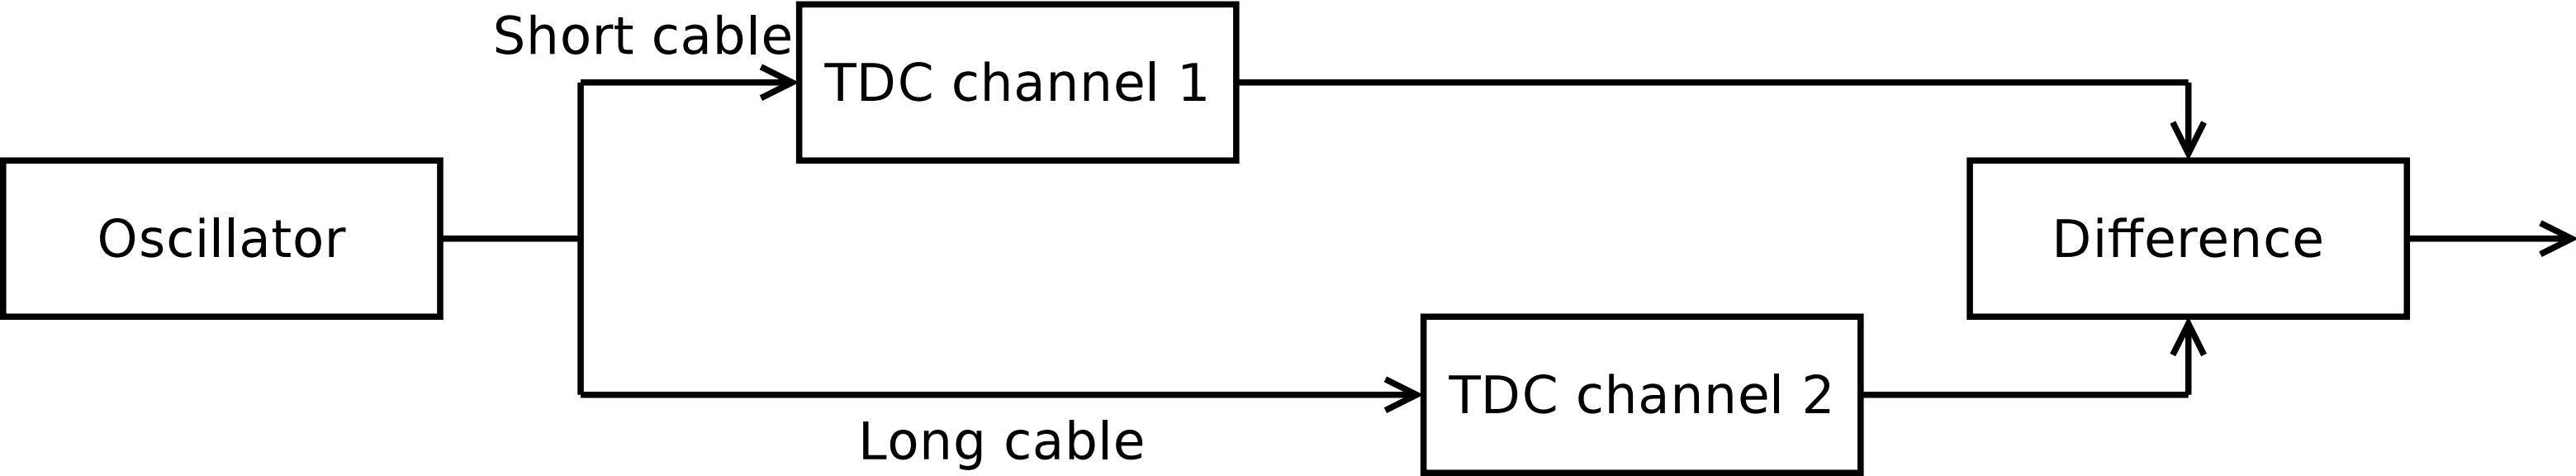 Short cable
TDC channel 1
Oscillator
Difference
TDC channel 2
Long cable